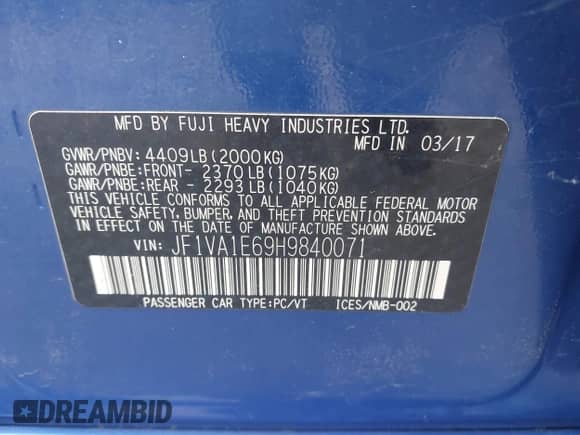 MFD BY FUJI HEAVY INDUSTRIES LTD.
MFD IN 03/17
GVWR/PNBV: 4409LB(2000KG)
GAWR/PNBE:FRONT- 2370LB(1075KG)
GAWR/PNBE:REAR - 2293LB(1040KG)
THIS VEHICLE CONFORMS TO ALL APPLICABLE FEDERAL MOTOR
VEHICLE SAFETY, BUMPER, AND THEFT PREVENTION STANDARDS
IN EFFECT ON THE DATE OF MANUFACTURE SHOWN ABOVE.
VIN: JF1VA1E69H9840071
PASSENGER CAR TYPE:PC/VT ICES/NMB-002
DREAMBID